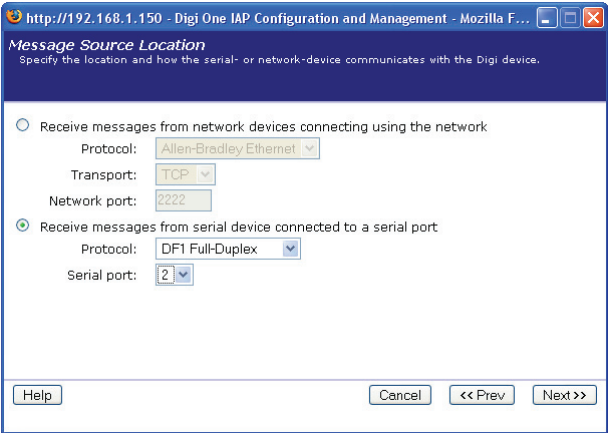 http://192.168.1.150 - Digi One IAP Configuration and Management - Mozilla F...
Message Source Location
Specify the location and how the serial- or network-device communicates with the Digi device.
Receive messages from network devices connecting using the network
Protocol: Allen-Bradley Ethernet
Transport: TCP
Network port: 2222
Receive messages from serial device connected to a serial port
Protocol: DF1 Full-Duplex
Serial port: 2
Help Cancel << Prev Next >>